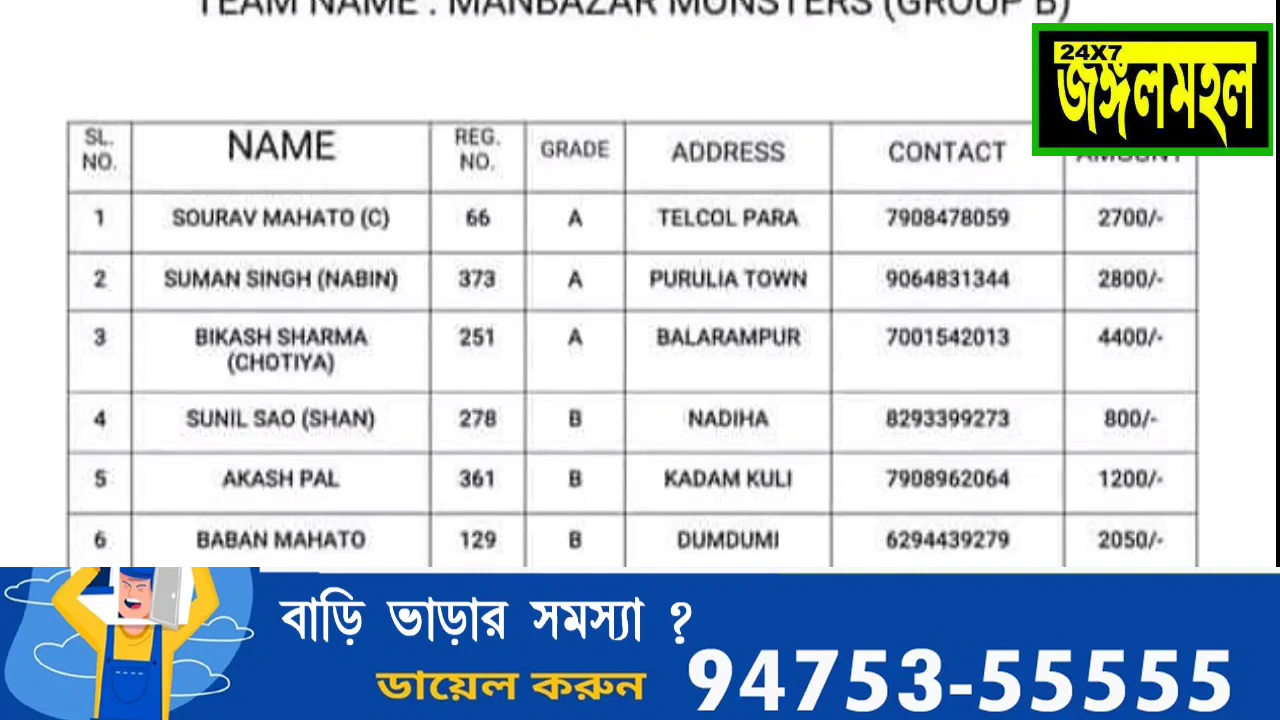 TEAM NAME : MANBAZAR MONSTERS (GROUP B)
24X7
জঙ্গলমহল
SL. NO. NAME REG. NO. GRADE ADDRESS CONTACT AMOUNT
1 SOURAV MAHATO (C) 66 A TELCOL PARA 7908478059 2700/-
2 SUMAN SINGH (NABIN) 373 A PURULIA TOWN 9064831344 2800/-
3 BIKASH SHARMA (CHOTIYA) 251 A BALARAMPUR 7001542013 4400/-
4 SUNIL SAO (SHAN) 278 B NADIHA 8293399273 800/-
5 AKASH PAL 361 B KADAM KULI 7908962064 1200/-
6 BABAN MAHATO 129 B DUMDUMI 6294439279 2050/-
বাড়ি ভাড়ার সমস্যা ?
ডায়েল করুন 94753-55555